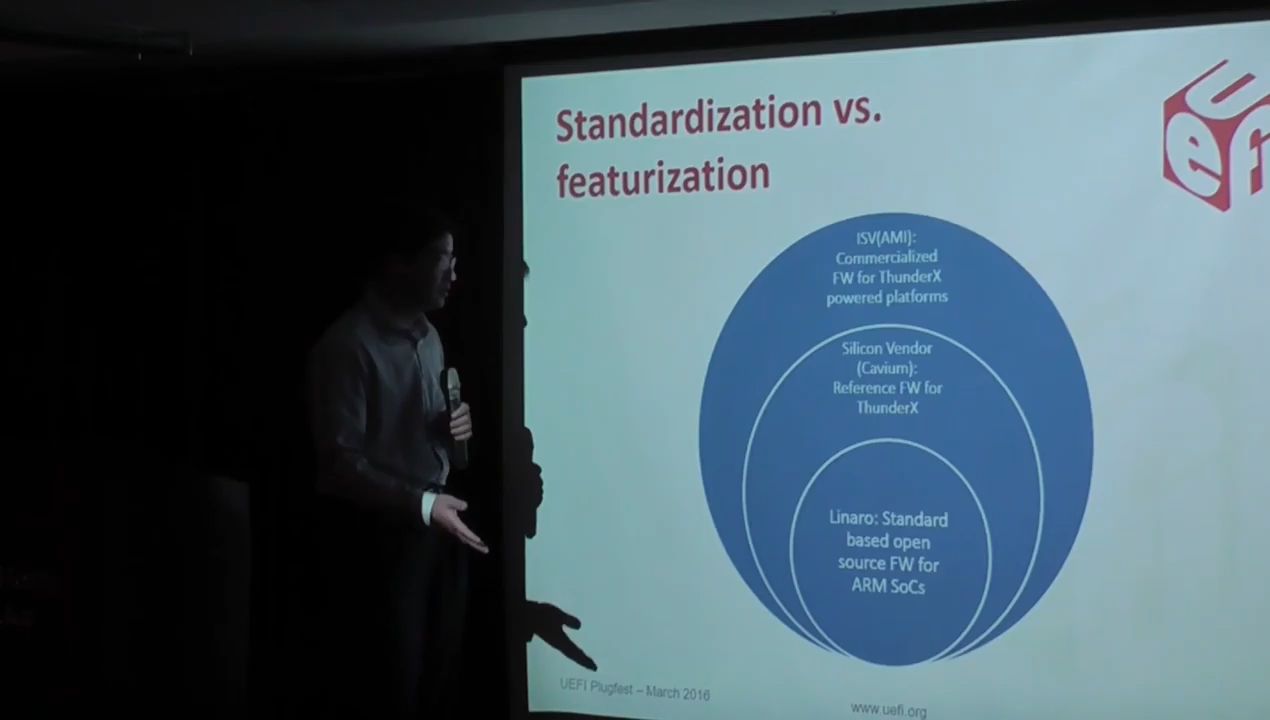 Standardization vs.
featurization
uefi
ISV(AMI):
Commercialized
FW for ThunderX
powered platforms
Silicon Vendor
(Cavium):
Reference FW for
ThunderX
Linaro: Standard
based open
source FW for
ARM SoCs
UEFI Plugfest – March 2016
www.uefi.org